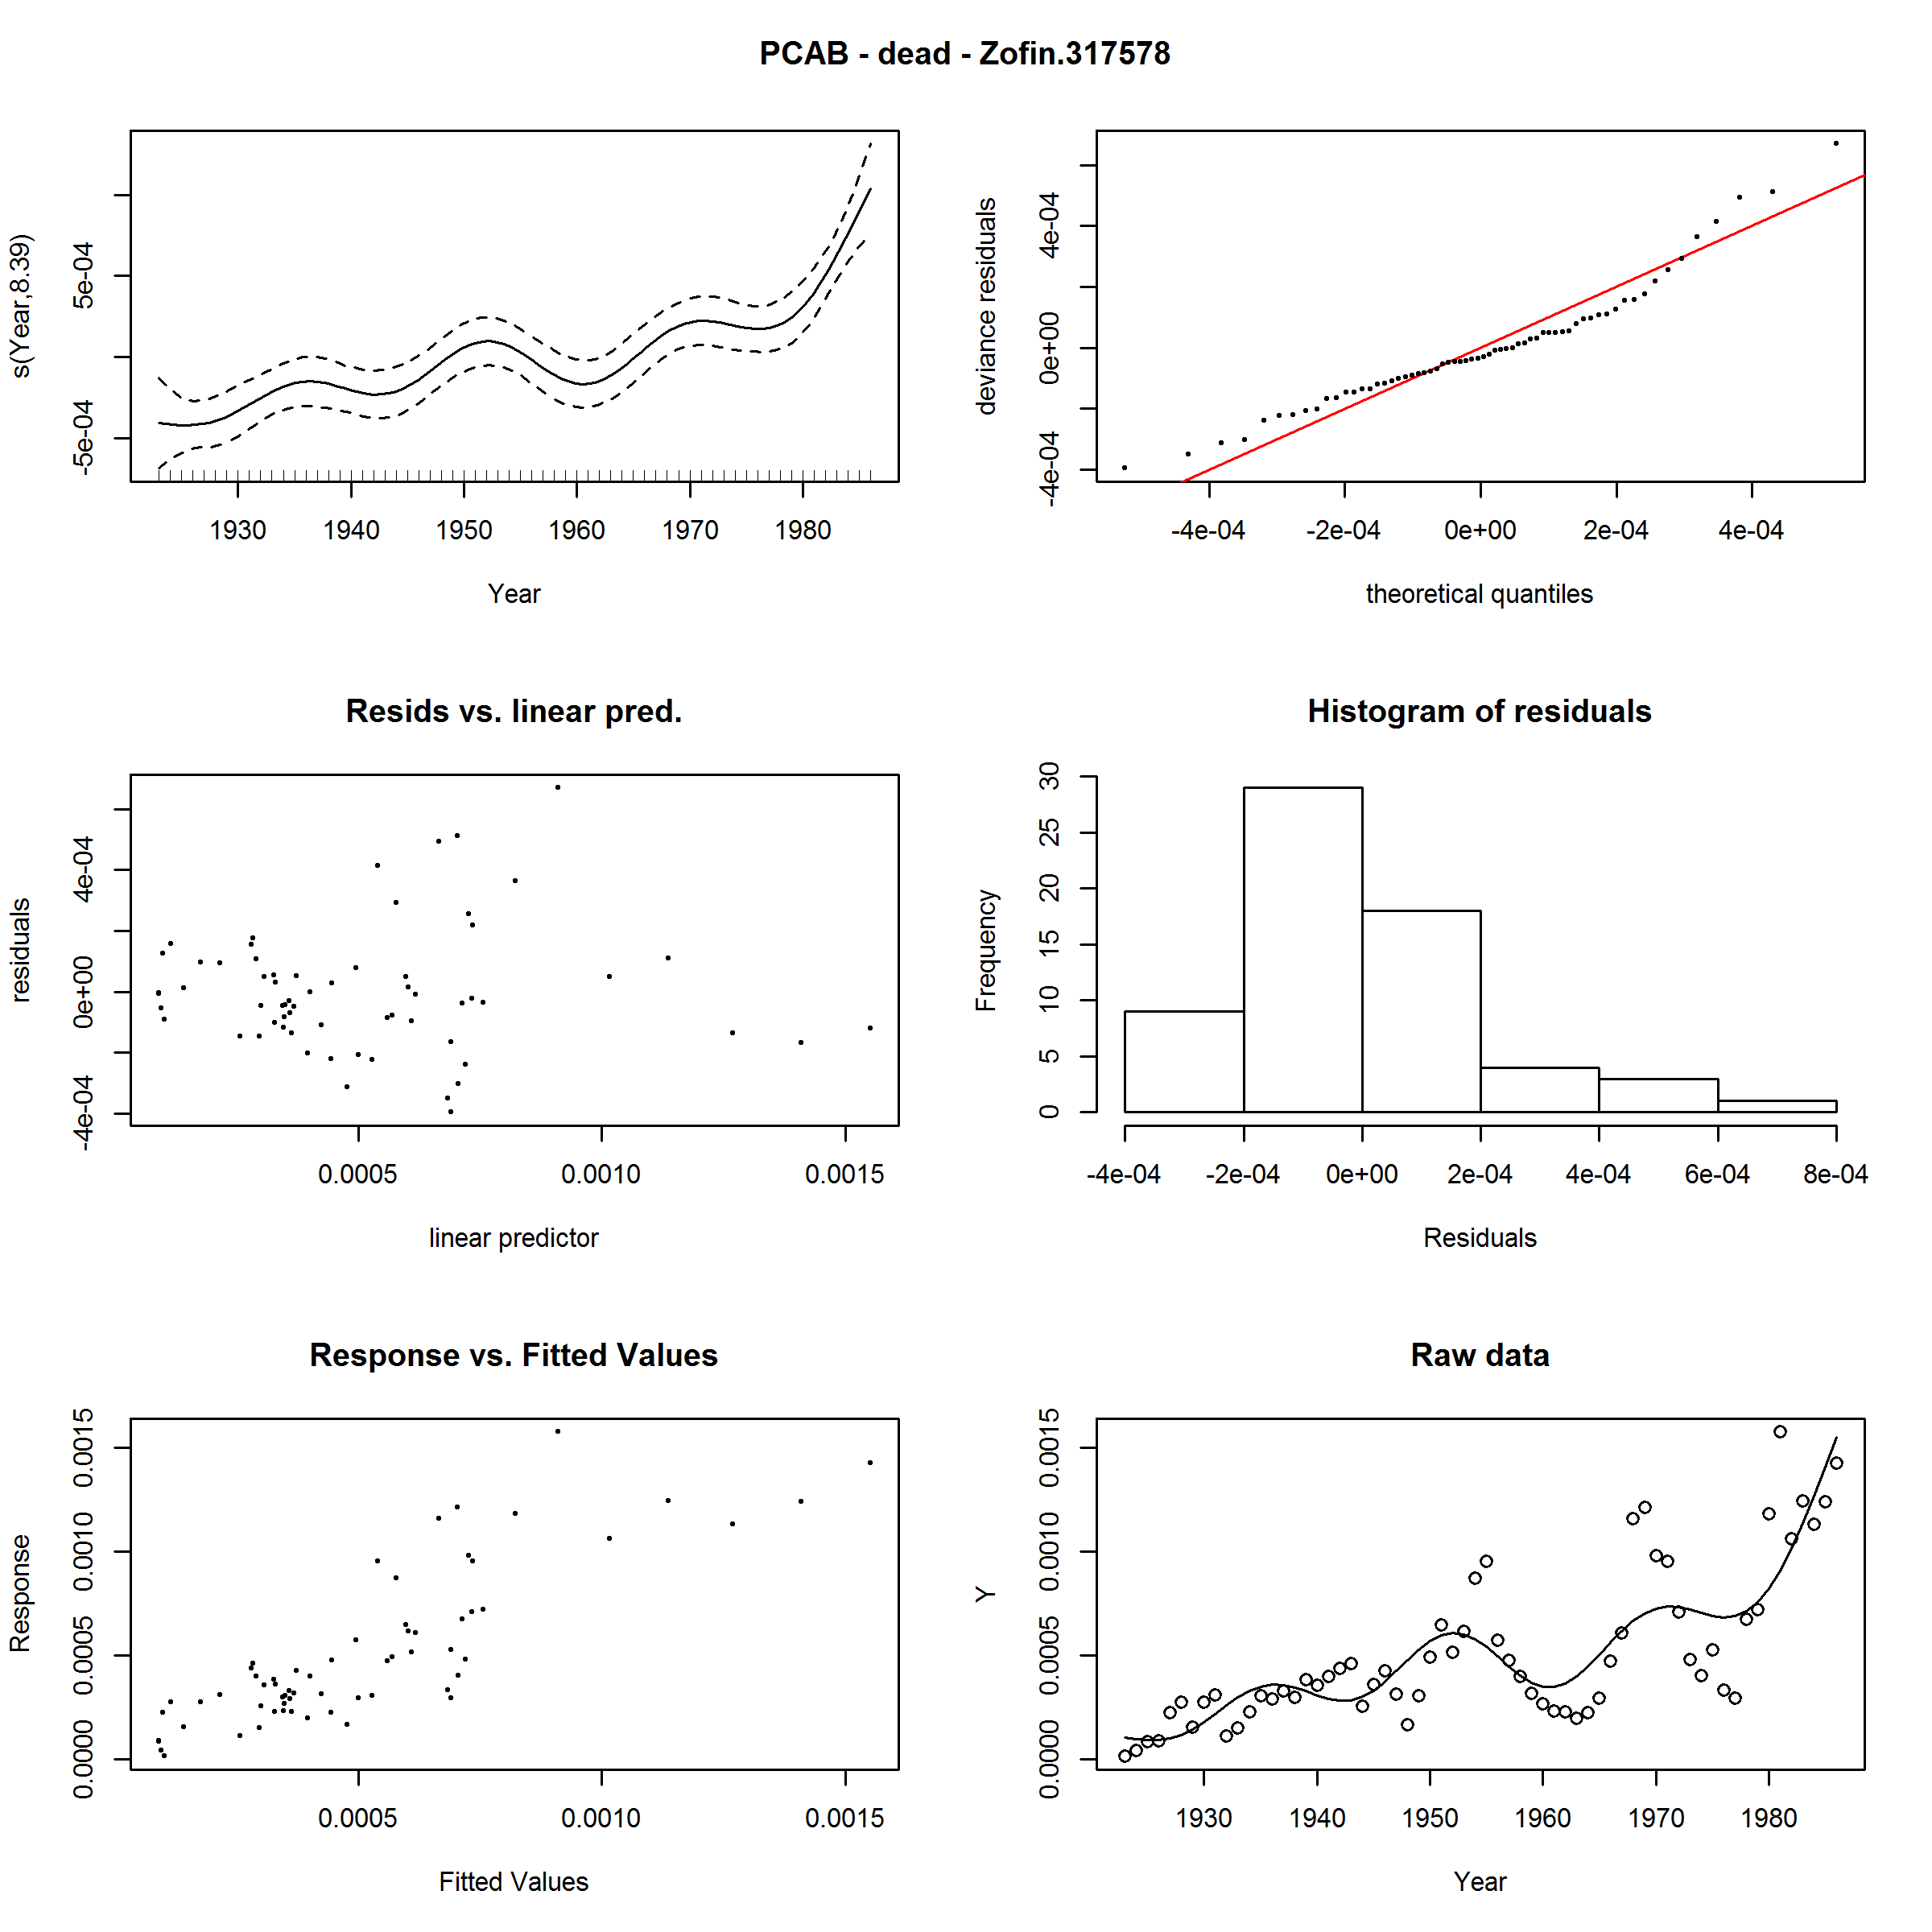 PCAB - dead - Zofin.317578
s(Year,8.39)
-5e-04
5e-04
1930 1940 1950 1960 1970 1980
Year
deviance residuals
-4e-04
0e+00
4e-04
-4e-04 -2e-04 0e+00 2e-04 4e-04
theoretical quantiles
Resids vs. linear pred.
residuals
-4e-04
0e+00
4e-04
0.0005 0.0010 0.0015
linear predictor
Histogram of residuals
Frequency
0
5
10
15
20
25
30
-4e-04 -2e-04 0e+00 2e-04 4e-04 6e-04 8e-04
Residuals
Response vs. Fitted Values
Response
0.0000
0.0005
0.0010
0.0015
0.0005 0.0010 0.0015
Fitted Values
Raw data
Y
0.0000
0.0005
0.0010
0.0015
1930 1940 1950 1960 1970 1980
Year